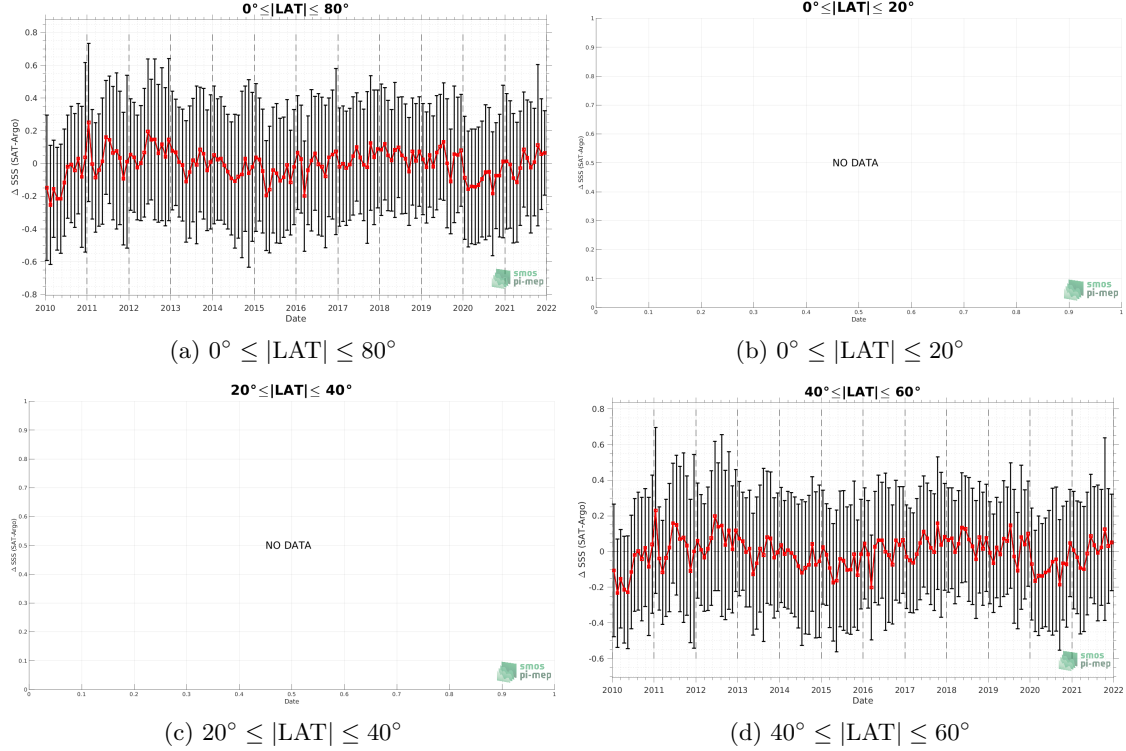 0°≤|LAT|≤ 80°
0.8
0.6
0.4
0.2
0
-0.2
-0.4
-0.6
-0.8
Δ SSS (SAT-Argo)
2010 2011 2012 2013 2014 2015 2016 2017 2018 2019 2020 2021 2022
Date
smos
pi-mep
(a) 0° ≤ |LAT| ≤ 80°
0°≤|LAT|≤ 20°
1
0.9
0.8
0.7
0.6
0.5
0.4
0.3
0.2
0.1
0
Δ SSS (SAT-Argo)
NO DATA
0 0.1 0.2 0.3 0.4 0.5 0.6 0.7 0.8 0.9 1
Date
smos
pi-mep
(b) 0° ≤ |LAT| ≤ 20°
20°≤|LAT|≤ 40°
1
0.9
0.8
0.7
0.6
0.5
0.4
0.3
0.2
0.1
0
Δ SSS (SAT-Argo)
NO DATA
0 0.1 0.2 0.3 0.4 0.5 0.6 0.7 0.8 0.9 1
Date
smos
pi-mep
(c) 20° ≤ |LAT| ≤ 40°
40°≤|LAT|≤ 60°
0.8
0.6
0.4
0.2
0
-0.2
-0.4
-0.6
Δ SSS (SAT-Argo)
2010 2011 2012 2013 2014 2015 2016 2017 2018 2019 2020 2021 2022
Date
smos
pi-mep
(d) 40° ≤ |LAT| ≤ 60°